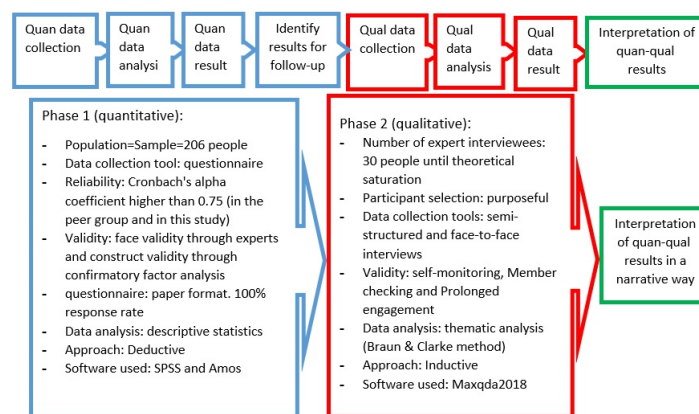 Quan data
collection
Quan
data
analysi
Quan
data
result
Identify
results for
follow-up
Qual data
collection
Qual
data
analysis
Qual
data
result
Interpretation
of quan-qual
results
Phase 1 (quantitative):
- Population=Sample=206 people
- Data collection tool: questionnaire
- Reliability: Cronbach's alpha
coefficient higher than 0.75 (in the
peer group and in this study)
- Validity: face validity through experts
and construct validity through
confirmatory factor analysis
- questionnaire: paper format. 100%
response rate
- Data analysis: descriptive statistics
- Approach: Deductive
- Software used: SPSS and Amos
Phase 2 (qualitative):
- Number of expert interviewees:
30 people until theoretical
saturation
- Participant selection: purposeful
- Data collection tools: semi-
structured and face-to-face
interviews
- Validity: self-monitoring, Member
checking and Prolonged
engagement
- Data analysis: thematic analysis
(Braun & Clarke method)
- Approach: Inductive
- Software used: Maxqda2018
Interpretation
of quan-qual
results in a
narrative way